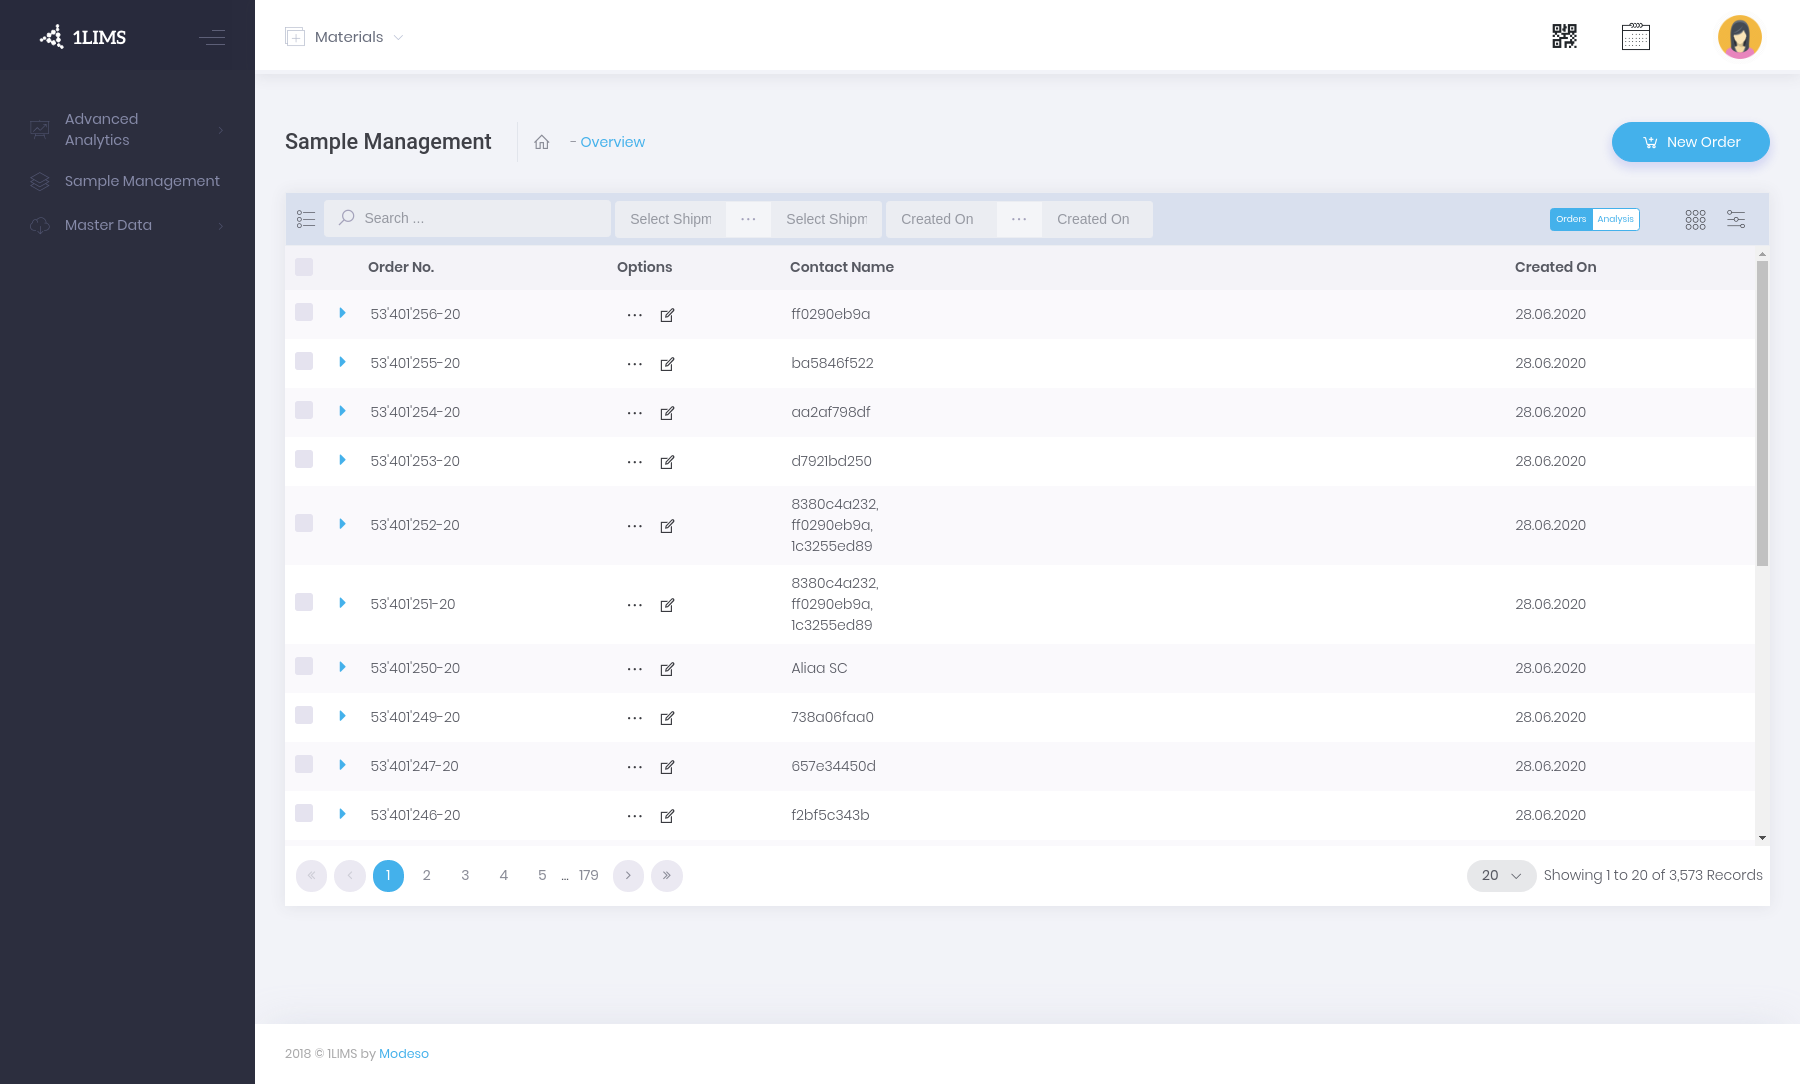 1LIMS
Materials
Advanced
Analytics
Sample Management
Master Data
Sample Management
- Overview
New Order
Search ...
Select Shipm
...
Select Shipm
Created On
...
Created On
Orders
Analysis
Order No.
Options
Contact Name
Created On
53'401'256-20
...
ff0290eb9a
28.06.2020
53'401'255-20
...
ba5846f522
28.06.2020
53'401'254-20
...
aa2af798df
28.06.2020
53'401'253-20
...
d7921bd250
28.06.2020
53'401'252-20
...
8380c4a232,
ff0290eb9a,
1c3255ed89
28.06.2020
53'401'251-20
...
8380c4a232,
ff0290eb9a,
1c3255ed89
28.06.2020
53'401'250-20
...
Aliaa SC
28.06.2020
53'401'249-20
...
738a06faa0
28.06.2020
53'401'247-20
...
657e34450d
28.06.2020
53'401'246-20
...
f2bf5c343b
28.06.2020
« ‹ 1 2 3 4 5 ... 179 › »
20
Showing 1 to 20 of 3,573 Records
2018 © 1LIMS by Modeso